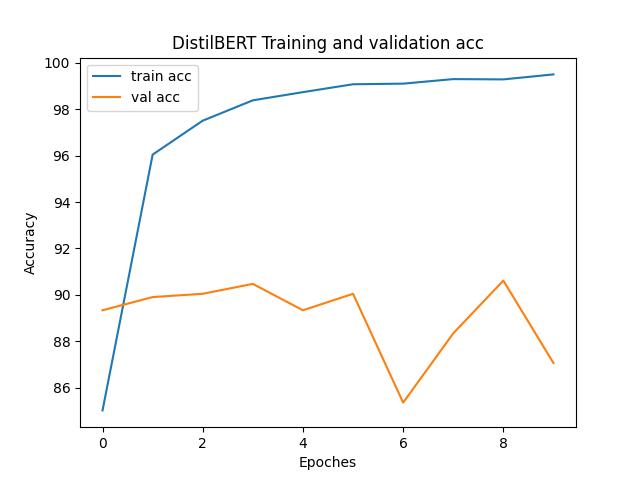 DistilBERT Training and validation acc
train acc
val acc
Accuracy
100
98
96
94
92
90
88
86
0 2 4 6 8
Epoches